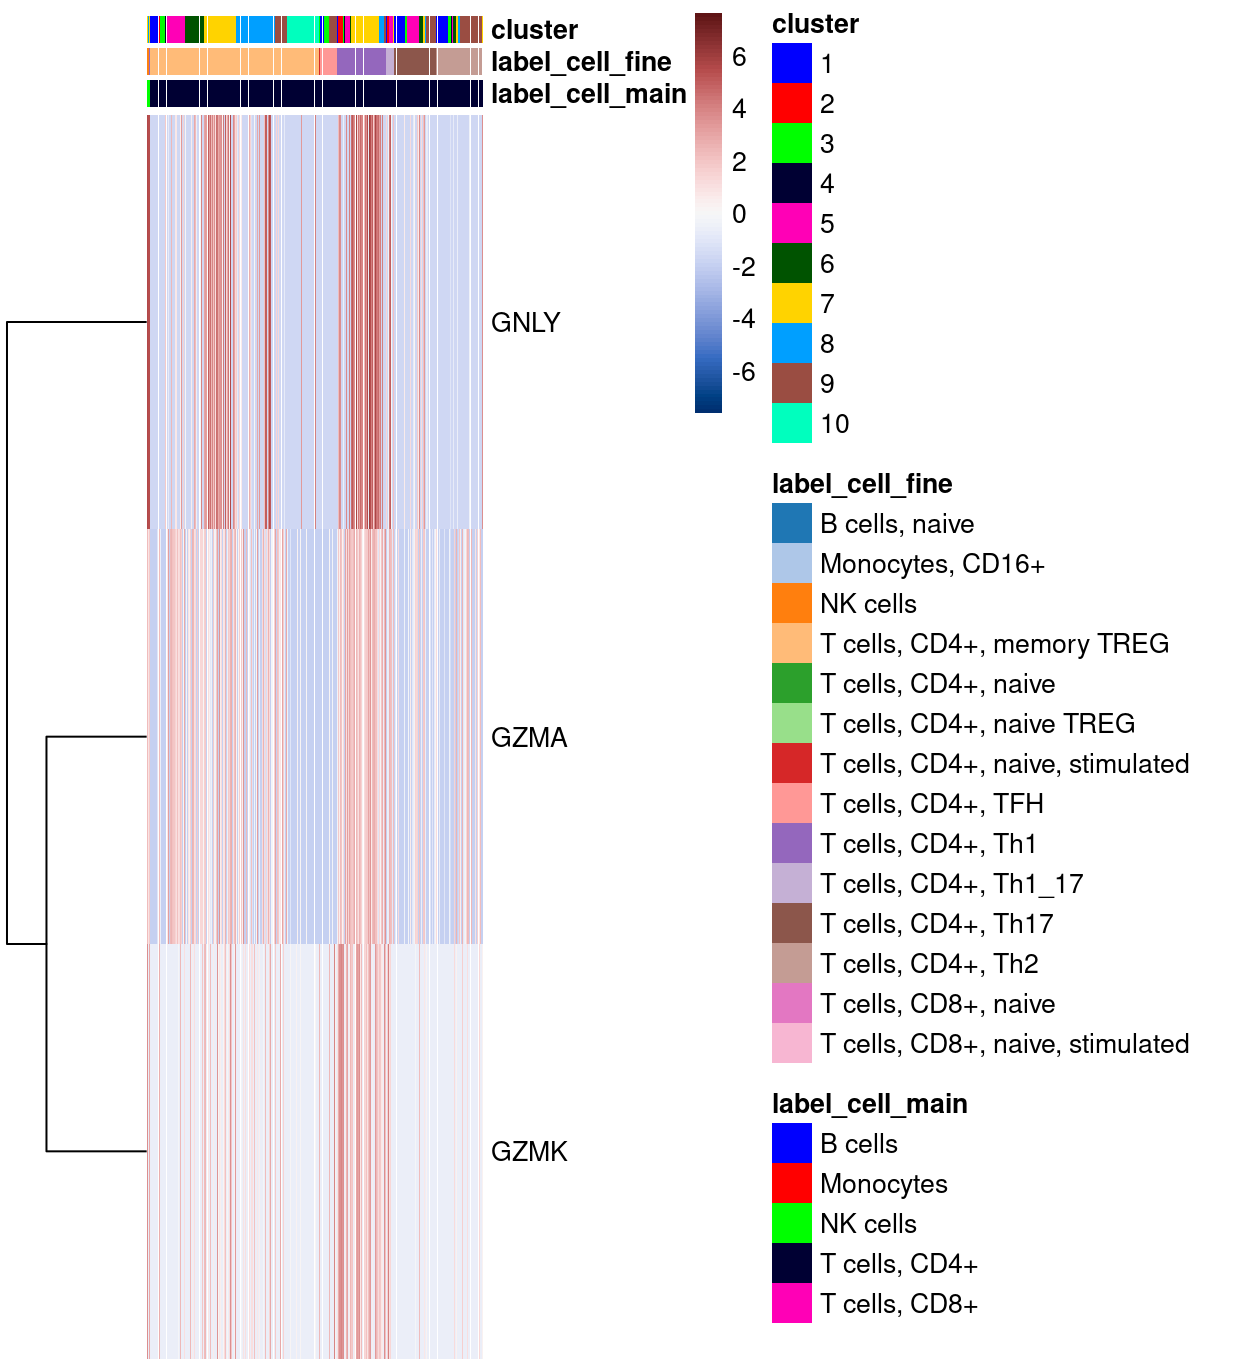 cluster
label_cell_fine
label_cell_main
GNLY
GZMA
GZMK
6
4
2
0
-2
-4
-6
cluster
1
2
3
4
5
6
7
8
9
10
label_cell_fine
B cells, naive
Monocytes, CD16+
NK cells
T cells, CD4+, memory TREG
T cells, CD4+, naive
T cells, CD4+, naive TREG
T cells, CD4+, naive, stimulated
T cells, CD4+, TFH
T cells, CD4+, Th1
T cells, CD4+, Th1_17
T cells, CD4+, Th17
T cells, CD4+, Th2
T cells, CD8+, naive
T cells, CD8+, naive, stimulated
label_cell_main
B cells
Monocytes
NK cells
T cells, CD4+
T cells, CD8+